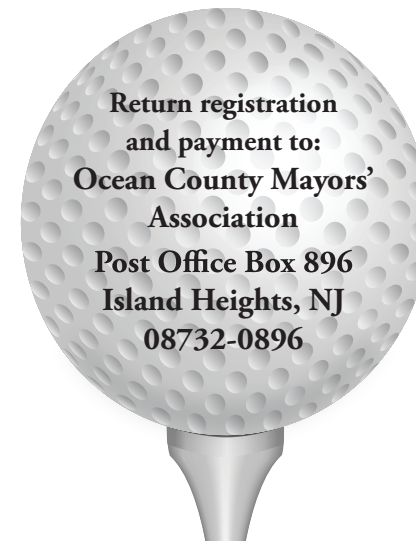 Return registration
and payment to:
Ocean County Mayors’
Association
Post Office Box 896
Island Heights, NJ
08732-0896